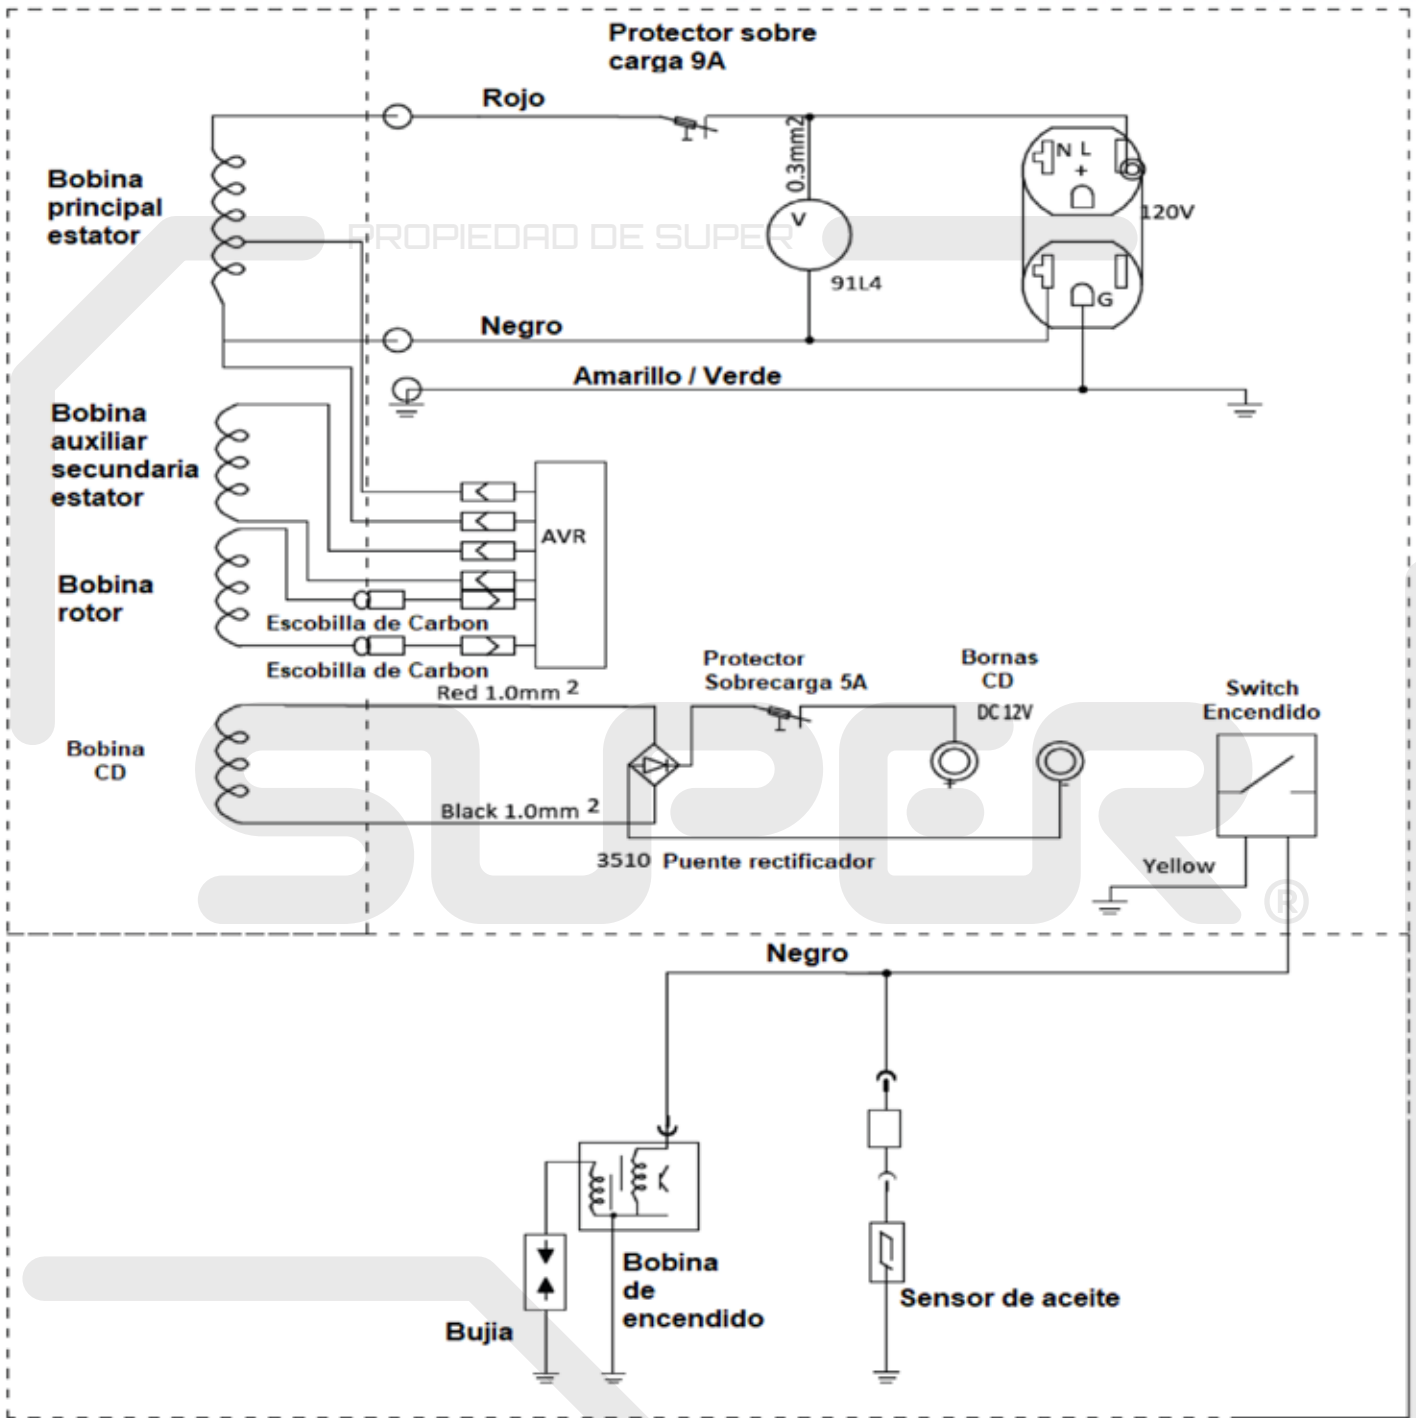 Protector sobre
carga 9A
Rojo
0.3mm2
N L
Bobina
principal
estator
PROPIEDAD DE SUPER
V
120V
91L4
G
Negro
Amarillo / Verde
Bobina
auxiliar
secundaria
estator
AVR
Bobina
rotor
Escobilla de Carbon
Escobilla de Carbon
Red 1.0mm 2
Protector
Sobrecarga 5A
Bornas
CD
DC 12V
Switch
Encendido
Bobina
CD
+
-
Black 1.0mm 2
3510 Puente rectificador
Yellow
SUPER®
Negro
Bobina
de
encendido
Sensor de aceite
Bujia